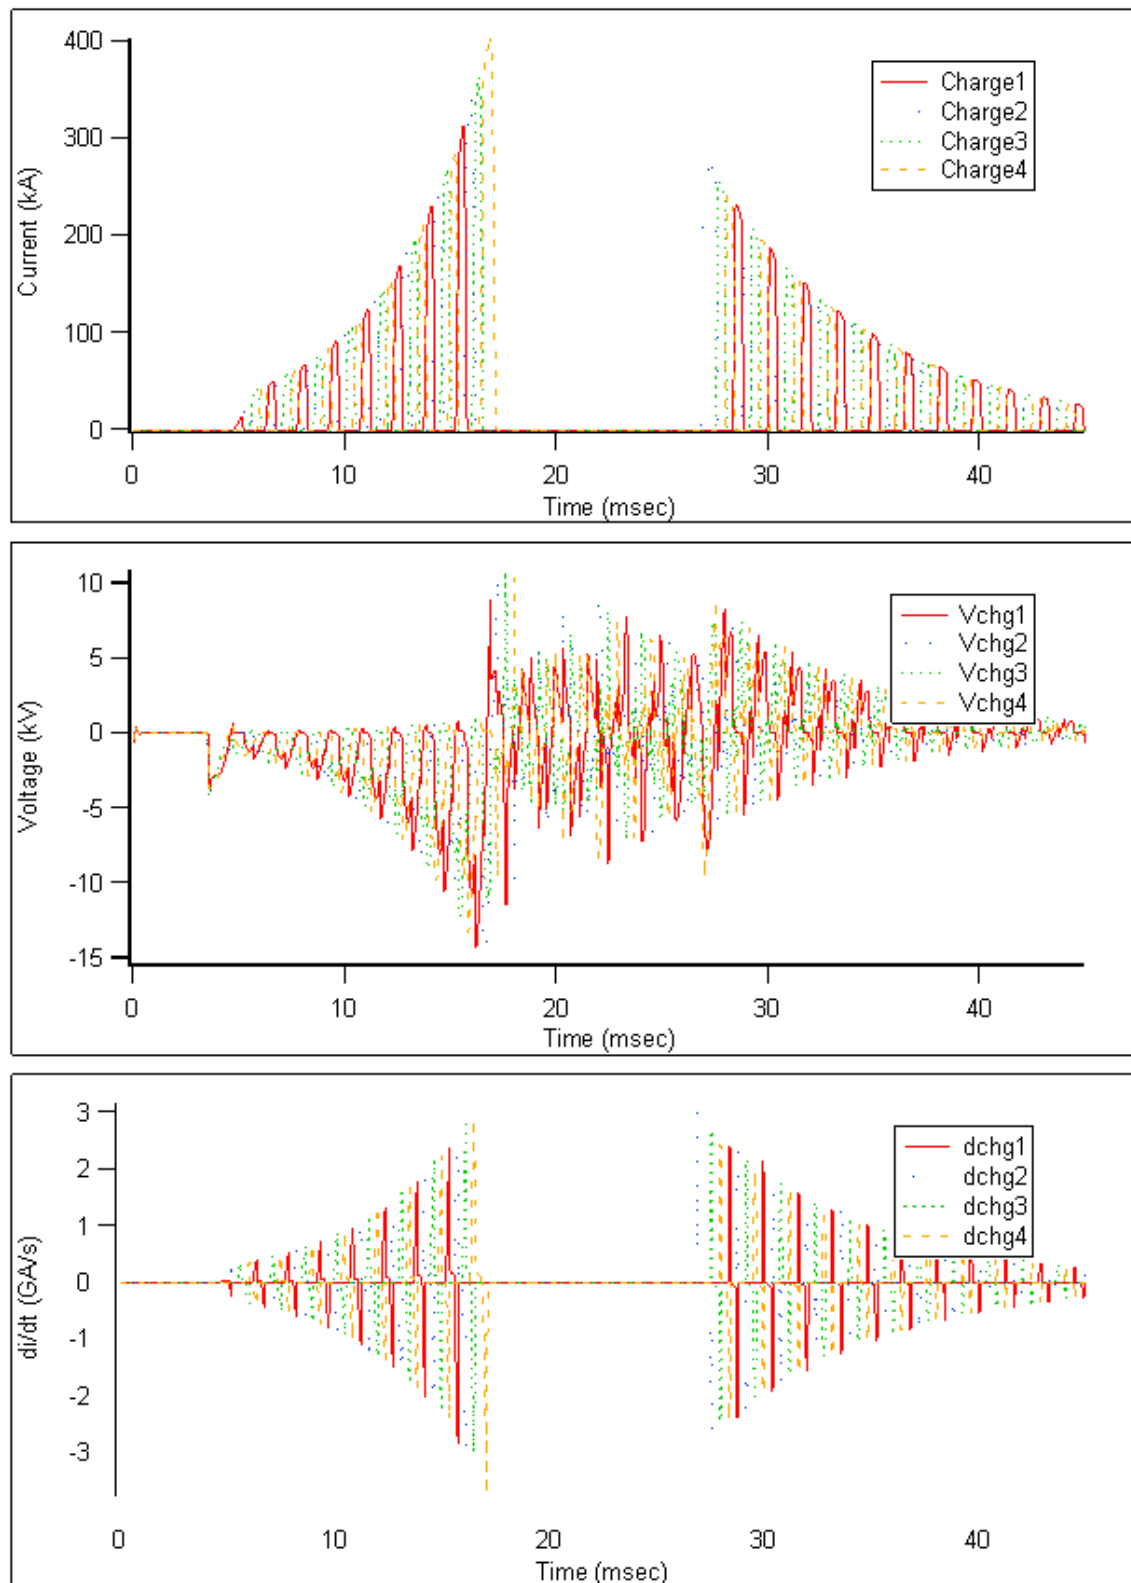 400
300
200
100
0
Current (kA)
Charge1
Charge2
Charge3
Charge4
0 10 20 30 40
Time (msec)
10
5
0
-5
-10
-15
Voltage (kV)
Vchg1
Vchg2
Vchg3
Vchg4
0 10 20 30 40
Time (msec)
3
2
1
0
-1
-2
-3
di/dt (GA/s)
dchg1
dchg2
dchg3
dchg4
0 10 20 30 40
Time (msec)